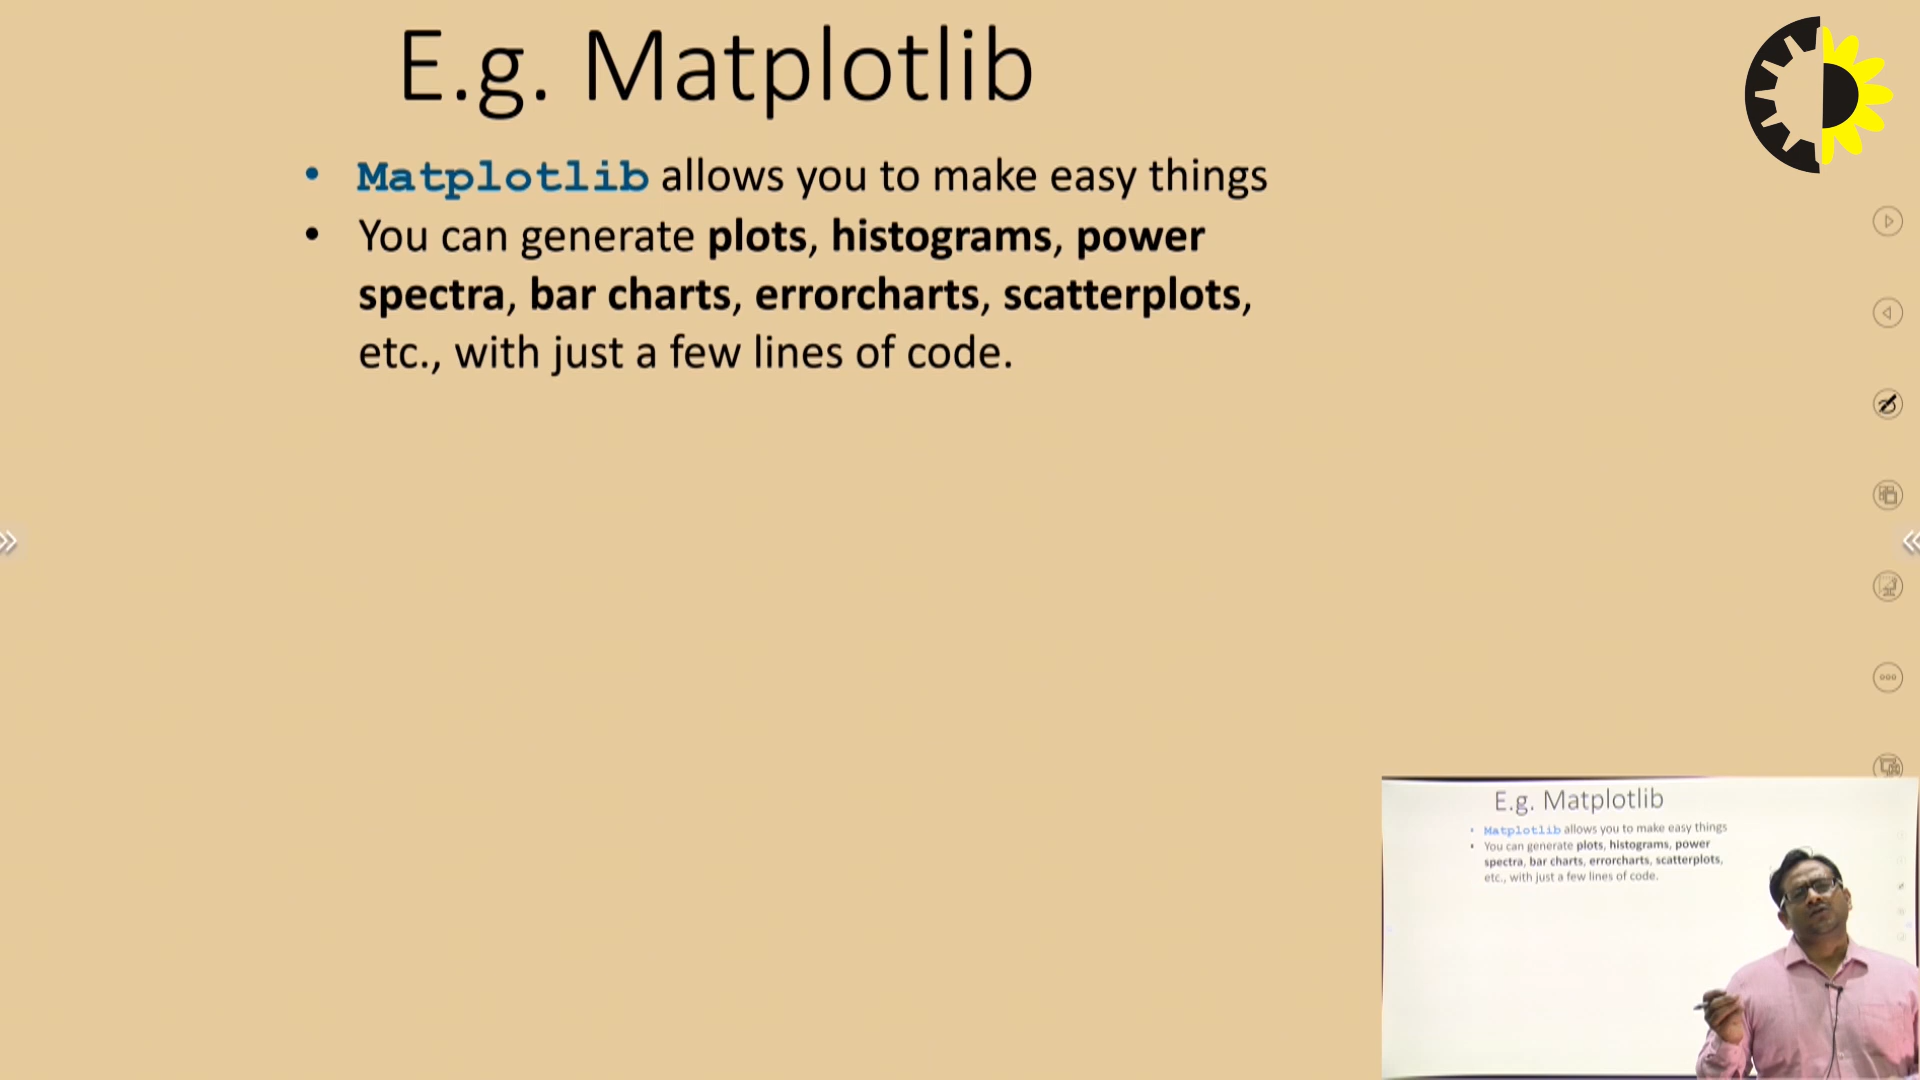 E.g. Matplotlib
• Matplotlib allows you to make easy things
• You can generate plots, histograms, power
spectra, bar charts, errorcharts, scatterplots,
etc., with just a few lines of code.
E.g. Matplotlib
• Matplotlib allows you to make easy things
• You can generate plots, histograms, power
spectra, bar charts, errorcharts, scatterplots,
etc., with just a few lines of code.